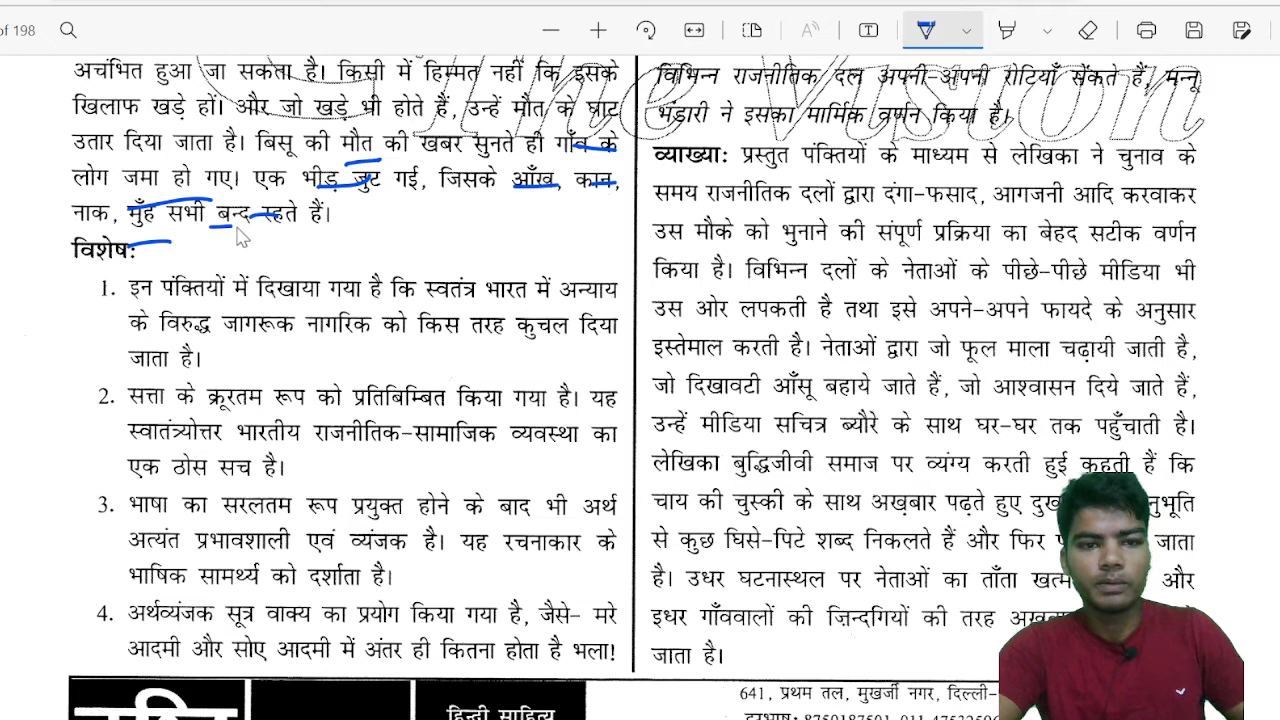 of 198
अचंभित हुआ जा सकता है। किसी में हिम्मत नहीं कि इसके
खिलाफ खड़े हों। और जो खड़े भी होते हैं, उन्हें मौत के घाट
उतार दिया जाता है। बिसू की मौत की खबर सुनते ही गाँव के
लोग जमा हो गए। एक भीड़ जुट गई, जिसके आँख, कान,
नाक, मुँह सभी बन्द रहते हैं।
विशेषः
1. इन पंक्तियों में दिखाया गया है कि स्वतंत्र भारत में अन्याय
के विरुद्ध जागरूक नागरिक को किस तरह कुचल दिया
जाता है।
2. सत्ता के क्रूरतम रूप को प्रतिबिम्बित किया गया है। यह
स्वातंत्र्योत्तर भारतीय राजनीतिक-सामाजिक व्यवस्था का
एक ठोस सच है।
3. भाषा का सरलतम रूप प्रयुक्त होने के बाद भी अर्थ
अत्यंत प्रभावशाली एवं व्यंजक है। यह रचनाकार के
भाषिक सामर्थ्य को दर्शाता है।
4. अर्थव्यंजक सूत्र वाक्य का प्रयोग किया गया है, जैसे- मरे
आदमी और सोए आदमी में अंतर ही कितना होता है भला!
विभिन्न राजनीतिक दल अपनी-अपनी रोटियाँ सेंकते हैं, मन्नू
भंडारी ने इसका मार्मिक वर्णन किया है।
व्याख्याः प्रस्तुत पंक्तियों के माध्यम से लेखिका ने चुनाव के
समय राजनीतिक दलों द्वारा दंगा-फसाद, आगजनी आदि करवाकर
उस मौके को भुनाने की संपूर्ण प्रक्रिया का बेहद सटीक वर्णन
किया है। विभिन्न दलों के नेताओं के पीछे-पीछे मीडिया भी
उस ओर लपकती है तथा इसे अपने-अपने फायदे के अनुसार
इस्तेमाल करती है। नेताओं द्वारा जो फूल माला चढ़ायी जाती है,
जो दिखावटी आँसू बहाये जाते हैं, जो आश्वासन दिये जाते हैं,
उन्हें मीडिया सचित्र ब्यौरे के साथ घर-घर तक पहुँचाती है।
लेखिका बुद्धिजीवी समाज पर व्यंग्य करती हुई कहती हैं कि
चाय की चुस्की के साथ अख़बार पढ़ते हुए
से कुछ घिसे-पिटे शब्द निकलते हैं और फिर जाता
है। उधर घटनास्थल पर नेताओं का ताँता और
इधर गाँववालों की ज़िन्दगियों की तरह
जाता है।
The Vision
हिन्दी साहित्य
641, प्रथम तल, मुखर्जी नगर, दिल्ली-